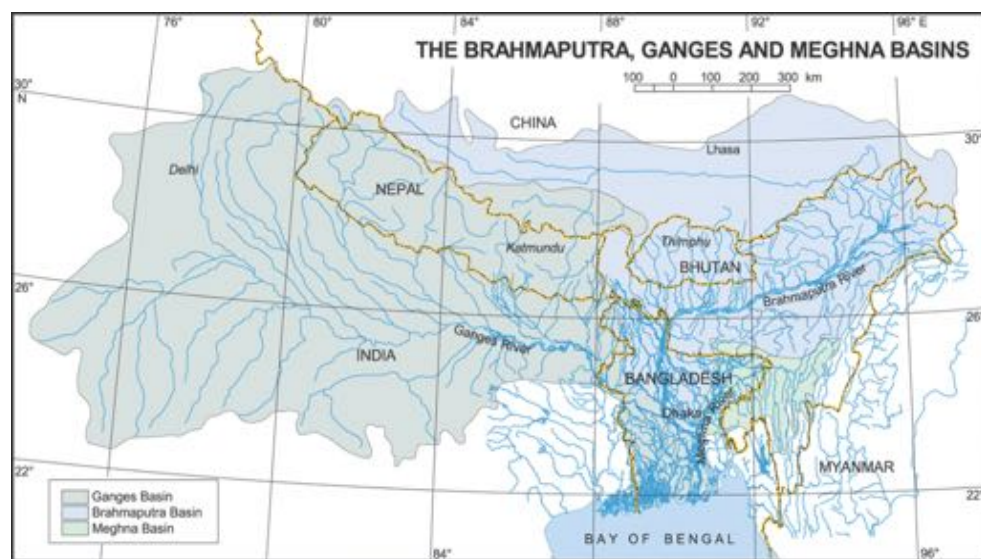 76°
80°
84°
88°
92°
96° E
THE BRAHMAPUTRA, GANGES AND MEGHNA BASINS
100 0 100 200 300 km
30°
N
CHINA
30°
Lhasa
Delhi
NEPAL
Katmundu
Thimphu
BHUTAN
26°
Brahmaputra River
26°
Ganges River
INDIA
BANGLADESH
Dhaka
Meghna River
22°
MYANMAR
22°
Ganges Basin
Brahmaputra Basin
Meghna Basin
BAY OF BENGAL
84°
96°